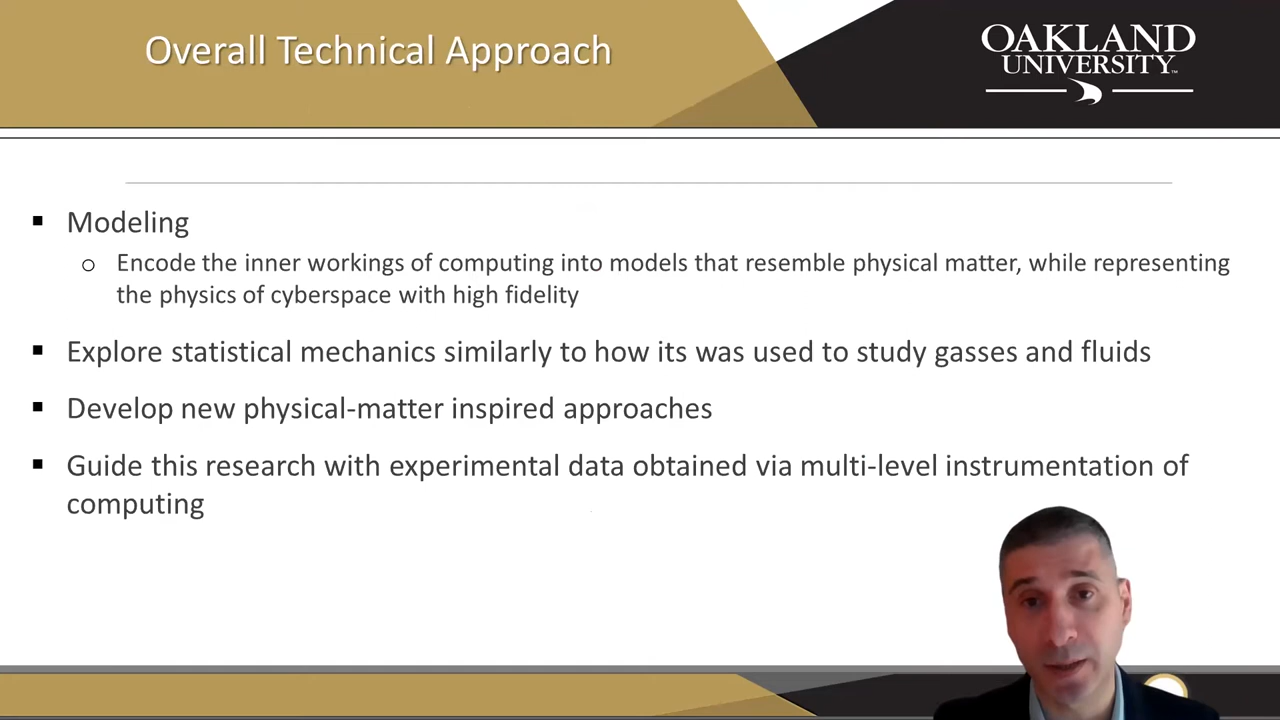 Overall Technical Approach
OAKLAND
UNIVERSITY™
▪ Modeling
o Encode the inner workings of computing into models that resemble physical matter, while representing
the physics of cyberspace with high fidelity
▪ Explore statistical mechanics similarly to how its was used to study gasses and fluids
▪ Develop new physical-matter inspired approaches
▪ Guide this research with experimental data obtained via multi-level instrumentation of
computing